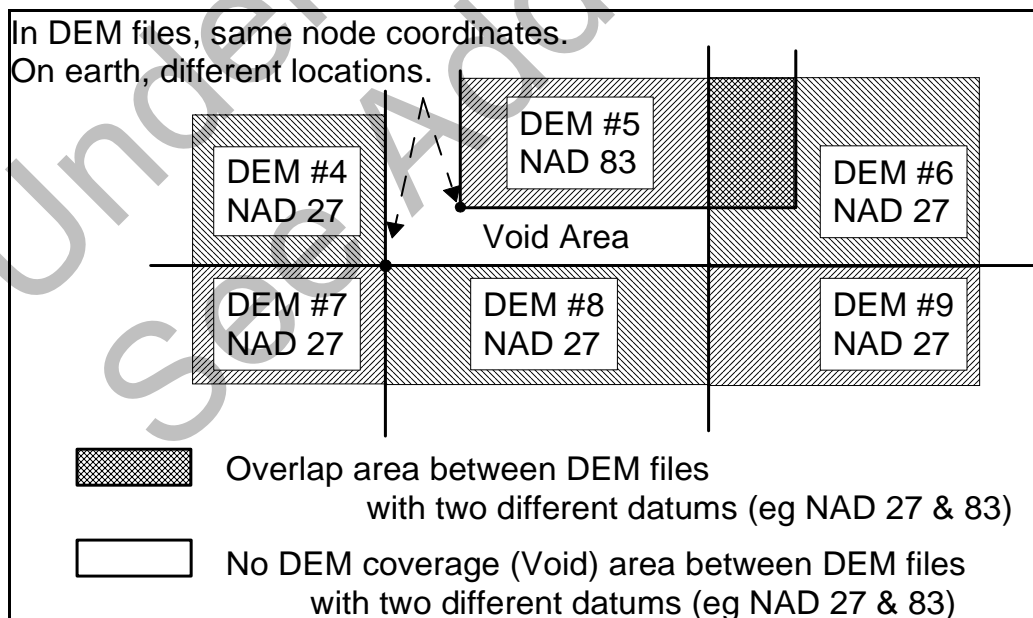 In DEM files, same node coordinates.
On earth, different locations.
DEM #4
NAD 27
DEM #5
NAD 83
DEM #6
NAD 27
Void Area
DEM #7
NAD 27
DEM #8
NAD 27
DEM #9
NAD 27
Overlap area between DEM files
with two different datums (eg NAD 27 & 83)
No DEM coverage (Void) area between DEM files
with two different datums (eg NAD 27 & 83)
Unde
See Add